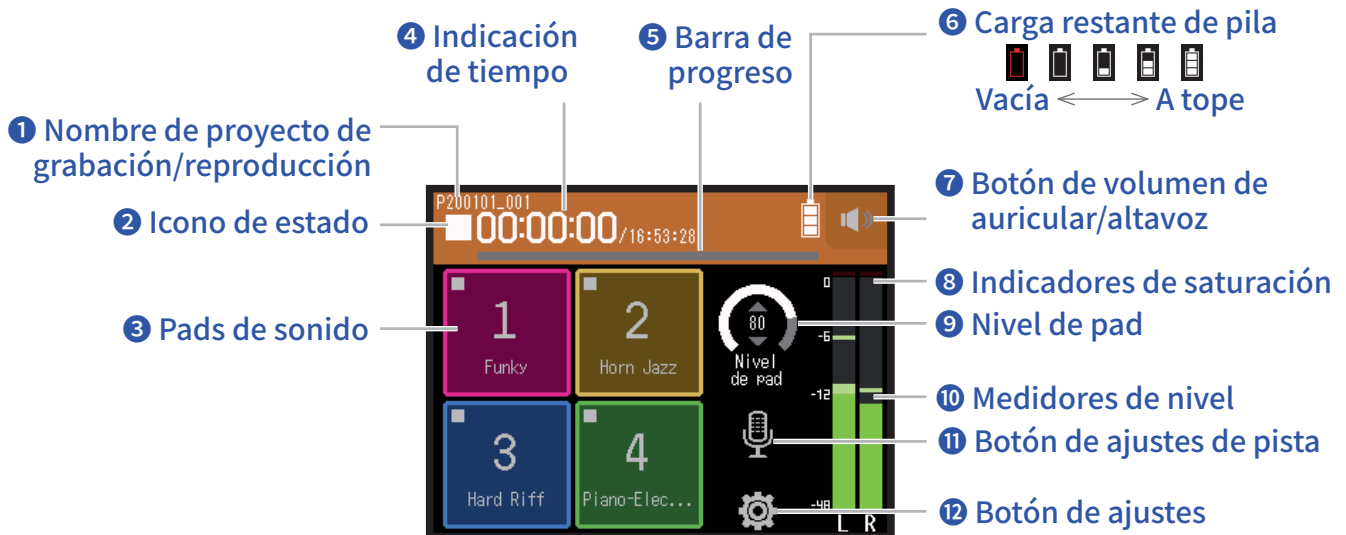 ❹ Indicación
de tiempo
❺ Barra de
progreso
❻ Carga restante de pila
Vacía
A tope
❶ Nombre de proyecto de
grabación/reproducción
❷ Icono de estado
❸ Pads de sonido
P200101_001
00:00:00/16:53:28
1
Funky
2
Horn Jazz
3
Hard Riff
4
Piano-Elec...
80
Nivel
de pad
0
-6
-12
-48
L R
❼ Botón de volumen de
auricular/altavoz
❽ Indicadores de saturación
❾ Nivel de pad
❿ Medidores de nivel
⓫ Botón de ajustes de pista
⓬ Botón de ajustes